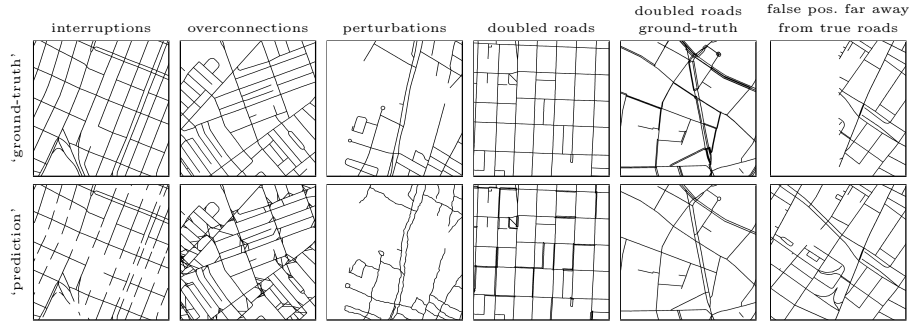 interruptions
overconnections
perturbations
doubled roads
doubled roads
ground-truth
false pos. far away
from true roads
‘ground-truth’
‘prediction’